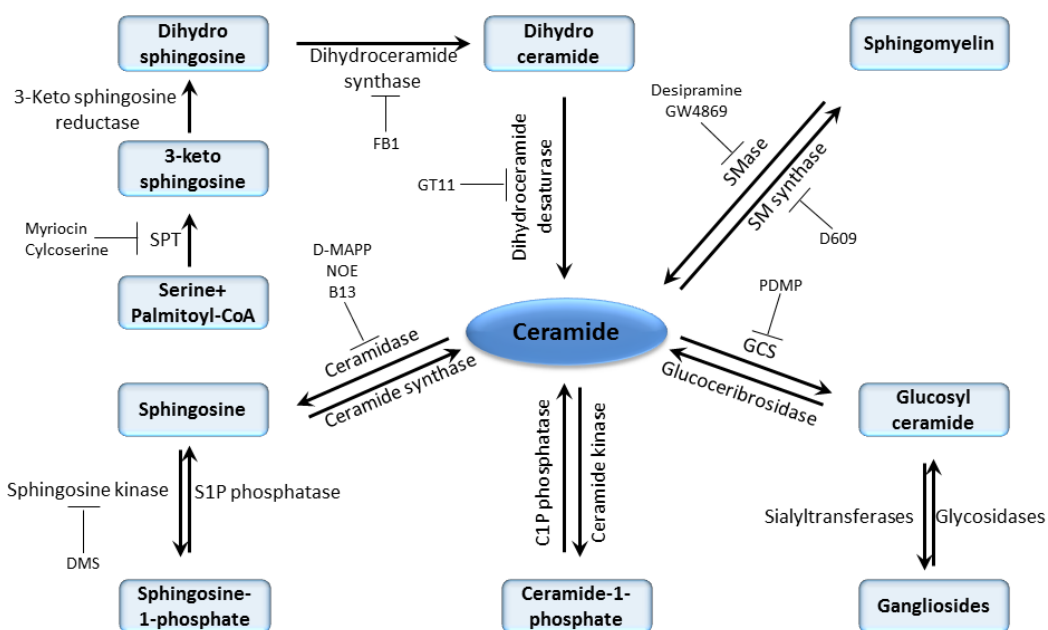 Dihydro
sphingosine
Dihydroceramide
synthase
FB1
Dihydro
ceramide
Sphingomyelin
3-Keto sphingosine
reductase
3-keto
sphingosine
Myriocin
Cylcoserine
SPT
Serine+
Palmitoyl-CoA
GT11
Dihydroceramide
desaturase
Desipramine
GW4869
SMase
SM synthase
D609
D-MAPP
NOE
B13
Ceramidase
Ceramide synthase
Ceramide
PDMP
GCS
Glucoceribrosidase
Sphingosine
Glucosyl
ceramide
Sphingosine kinase
S1P phosphatase
DMS
C1P phosphatase
Ceramide kinase
Sialyltransferases
Glycosidases
Sphingosine-
1-phosphate
Ceramide-1-
phosphate
Gangliosides